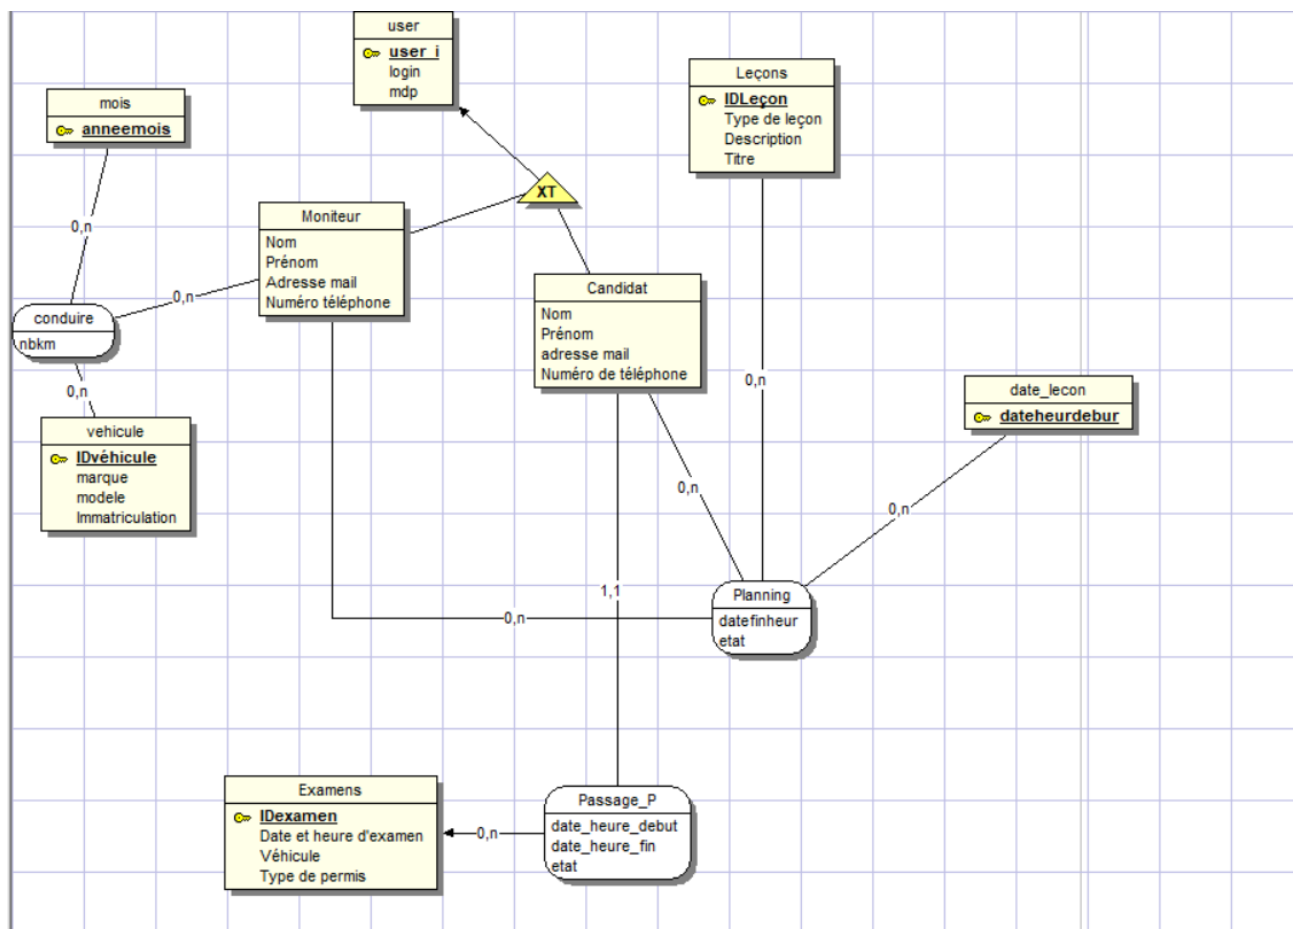 user
user_i
login
mdp
Leçons
IDLeçon
Type de leçon
Description
Titre
mois
anneemois
XT
Moniteur
Nom
Prénom
Adresse mail
Numéro téléphone
0,n
0,n
Candidat
Nom
Prénom
adresse mail
Numéro de téléphone
conduire
nbkm
0,n
0,n
date_lecon
dateheurdebur
vehicule
IDvéhicule
marque
modele
Immatriculation
0,n
0,n
1,1
Planning
datefinheur
etat
0,n
Examens
IDexamen
Date et heure d'examen
Véhicule
Type de permis
0,n
Passage_P
date_heure_debut
date_heure_fin
etat